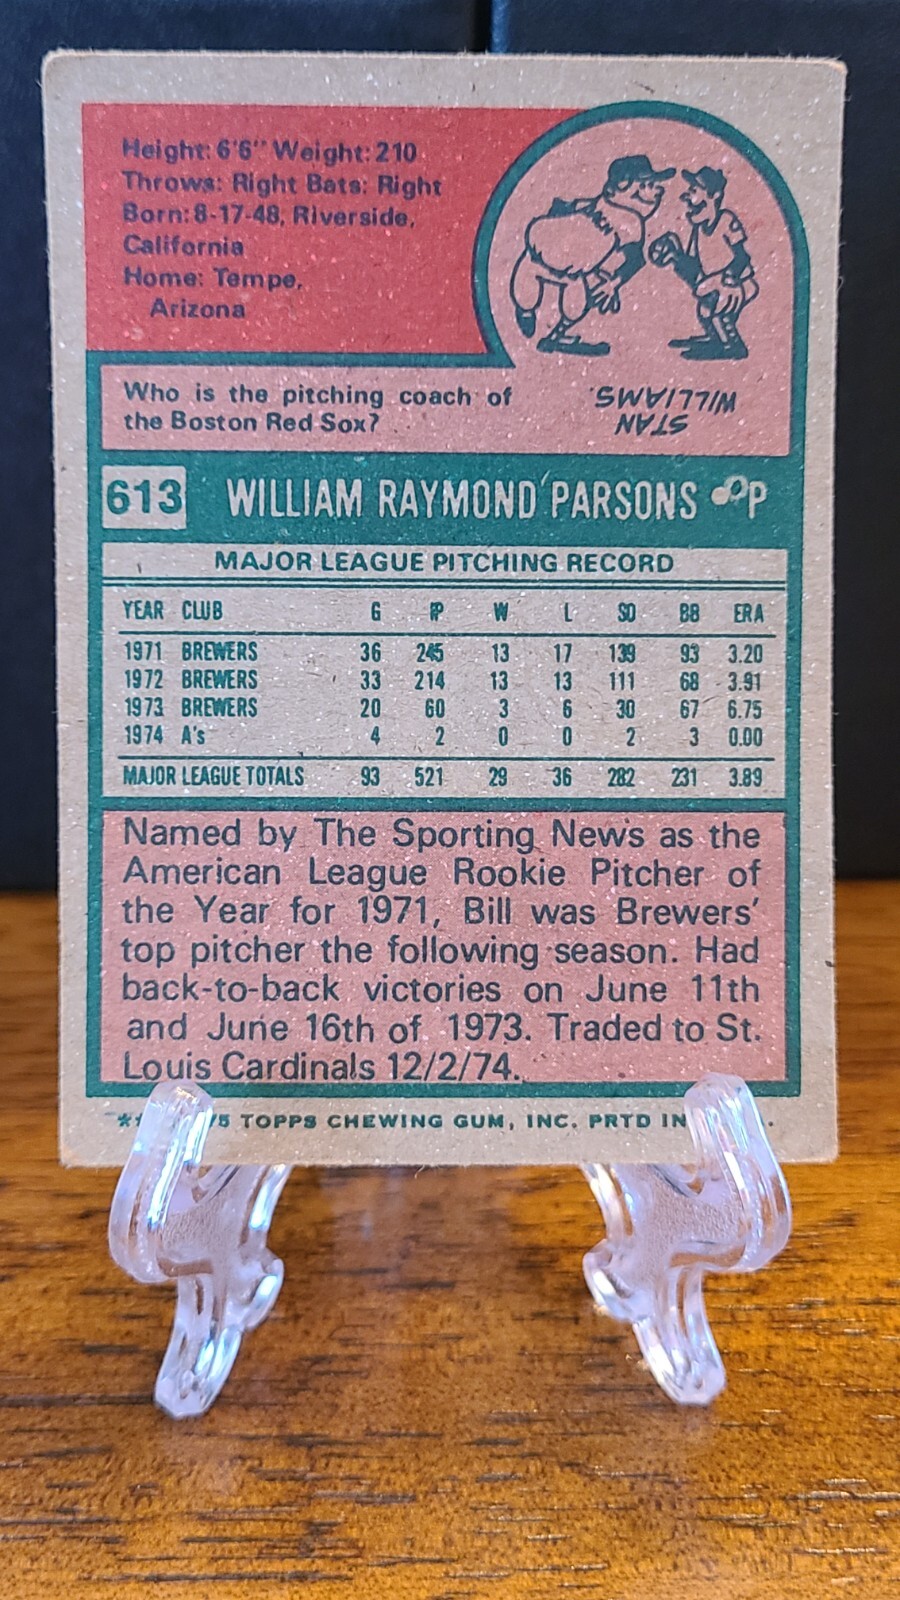 Height: 6'6" Weight: 210
Throws: Right Bats: Right
Born: 8-17-48, Riverside,
California
Home: Tempe,
Arizona
Who is the pitching coach of
the Boston Red Sox?
STAN
WILLIAMS.
613 WILLIAM RAYMOND PARSONS P
MAJOR LEAGUE PITCHING RECORD
YEAR CLUB G IP W L SO BB ERA
1971 BREWERS 36 245 13 17 139 93 3.20
1972 BREWERS 33 214 13 13 111 68 3.91
1973 BREWERS 20 60 3 6 30 67 6.75
1974 A's 4 2 0 0 2 3 0.00
MAJOR LEAGUE TOTALS 93 521 29 36 282 231 3.89
Named by The Sporting News as the
American League Rookie Pitcher of
the Year for 1971, Bill was Brewers'
top pitcher the following season. Had
back-to-back victories on June 11th
and June 16th of 1973. Traded to St.
Louis Cardinals 12/2/74.
TOPPS CHEWING GUM, INC. PRTD IN